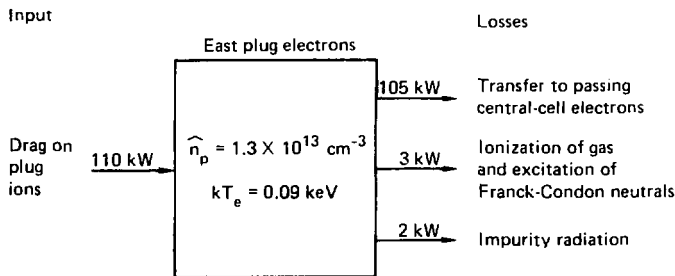 Input
Losses
East plug electrons
105 kW
Transfer to passing
central-cell electrons
Drag on
plug
ions
110 kW
n̂p = 1.3 X 10¹³ cm⁻³
kTe = 0.09 keV
3 kW
Ionization of gas
and excitation of
Franck-Condon neutrals
2 kW
Impurity radiation